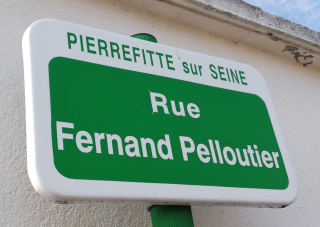 PIERREFITTE sur SEINE
Rue
Fernand Pelloutier